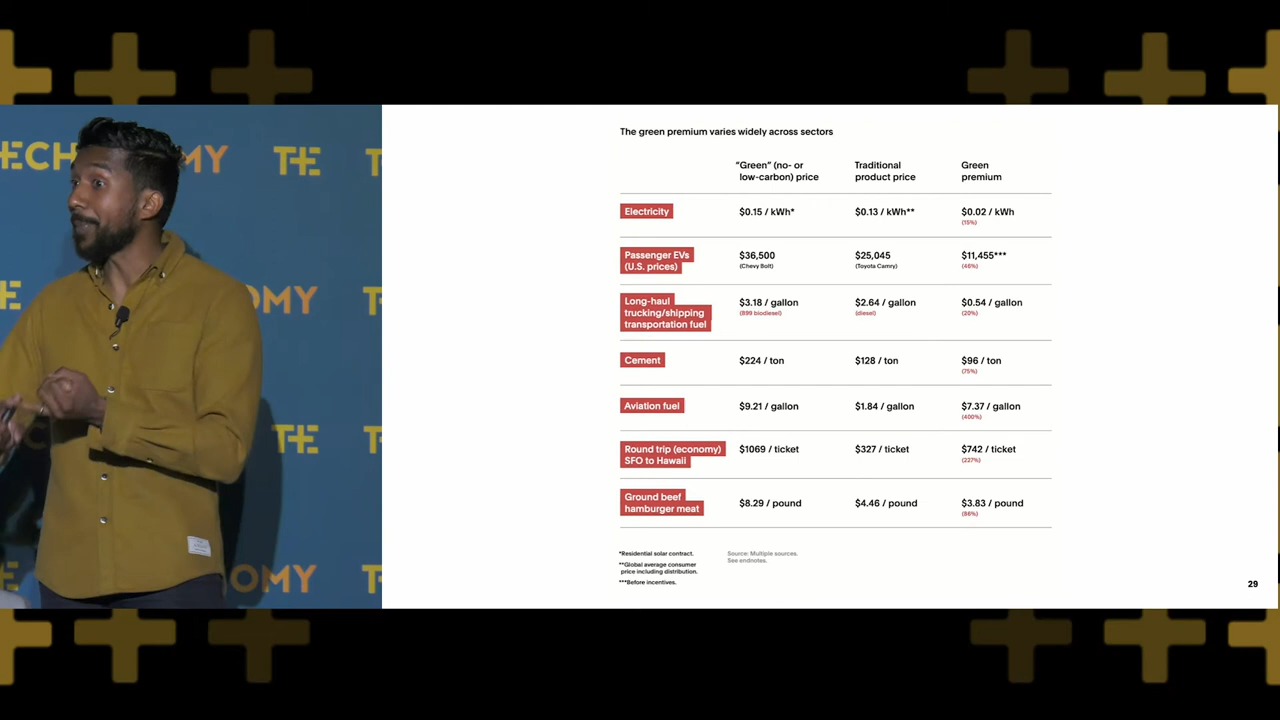 ECH
MY
T+E
T
E
OMY
T
ECH
T+E
T
E
OMY
The green premium varies widely across sectors
“Green” (no- or
low-carbon) price
Traditional
product price
Green
premium
Electricity
$0.15 / kWh*
$0.13 / kWh**
$0.02 / kWh
(15%)
Passenger EVs
(U.S. prices)
$36,500
(Chevy Bolt)
$25,045
(Toyota Camry)
$11,455***
(46%)
Long-haul
trucking/shipping
transportation fuel
$3.18 / gallon
(B99 biodiesel)
$2.64 / gallon
(diesel)
$0.54 / gallon
(20%)
Cement
$224 / ton
$128 / ton
$96 / ton
(75%)
Aviation fuel
$9.21 / gallon
$1.84 / gallon
$7.37 / gallon
(400%)
Round trip (economy)
SFO to Hawaii
$1069 / ticket
$327 / ticket
$742 / ticket
(227%)
Ground beef
hamburger meat
$8.29 / pound
$4.46 / pound
$3.83 / pound
(86%)
*Residential solar contract.
**Global average consumer
price including distribution.
***Before incentives.
Source: Multiple sources.
See endnotes.
29